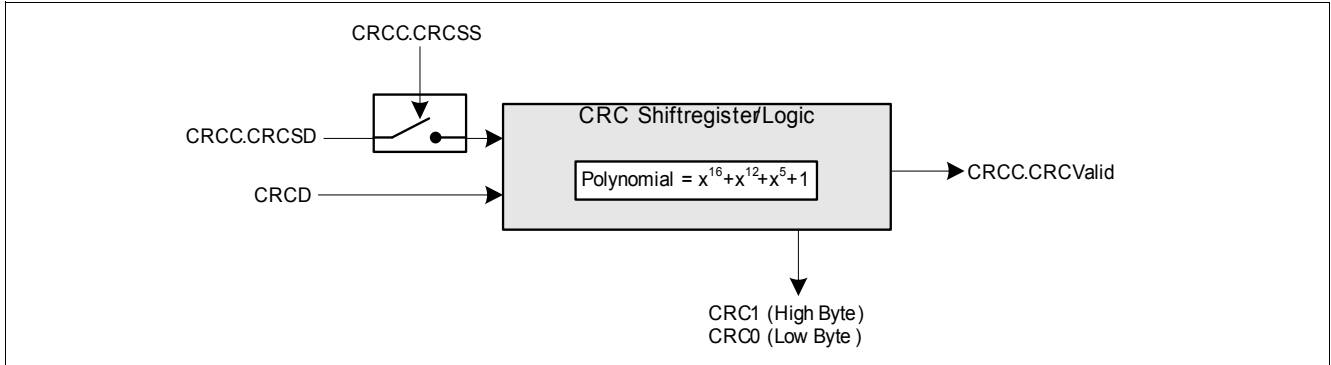 CRCC.CRCSS
CRC Shiftregister/Logic
CRCC.CRCSD
Polynomial = x¹⁶+x¹²+x⁵+1
CRCC.CRCValid
CRCD
CRC1 (High Byte)
CRC0 (Low Byte )